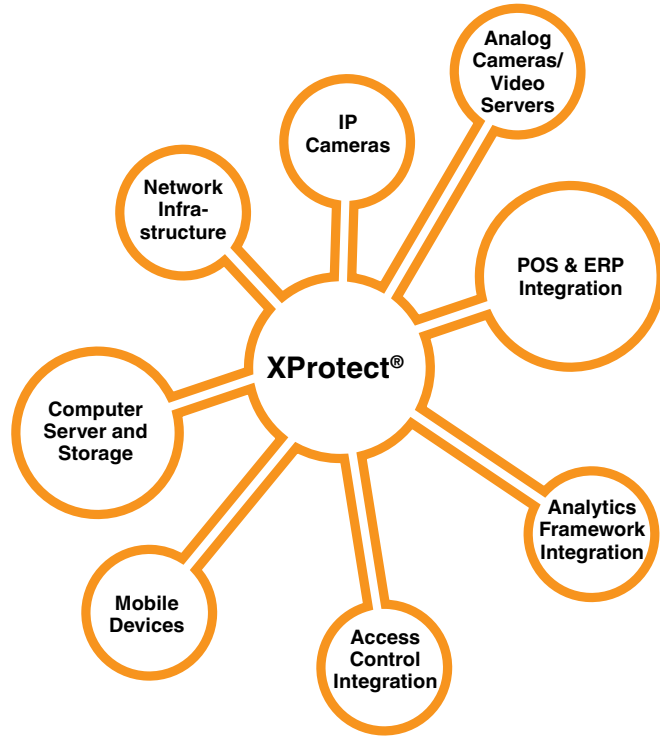 Analog
Cameras/
Video
Servers
IP
Cameras
Network
Infra-
structure
POS & ERP
Integration
XProtect®
Computer
Server and
Storage
Analytics
Framework
Integration
Mobile
Devices
Access
Control
Integration